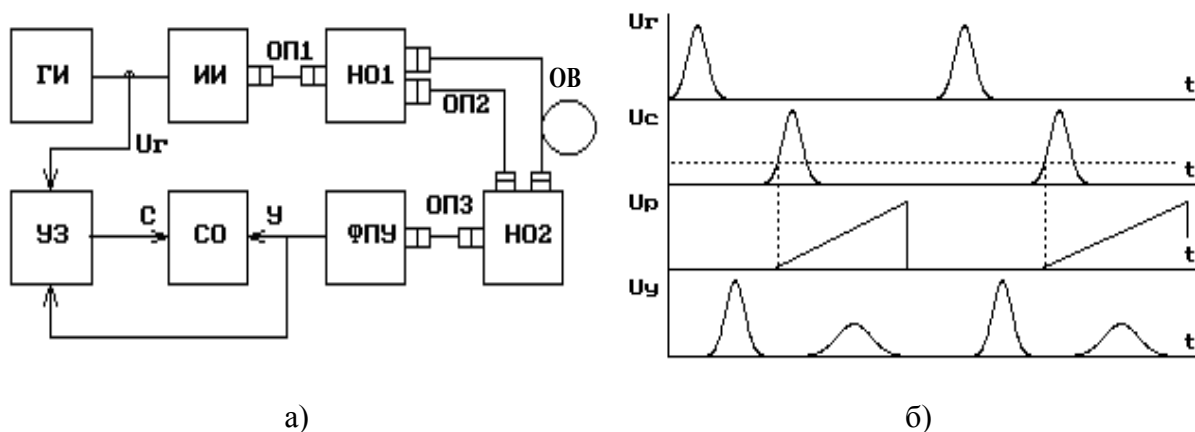 ГИ
ИИ
ОП1
НО1
ОП2
ОВ
Uг
УЗ
С
СО
У
ФПУ
ОП3
НО2
а)
Uг
t
Uс
t
Uр
t
Uу
t
б)